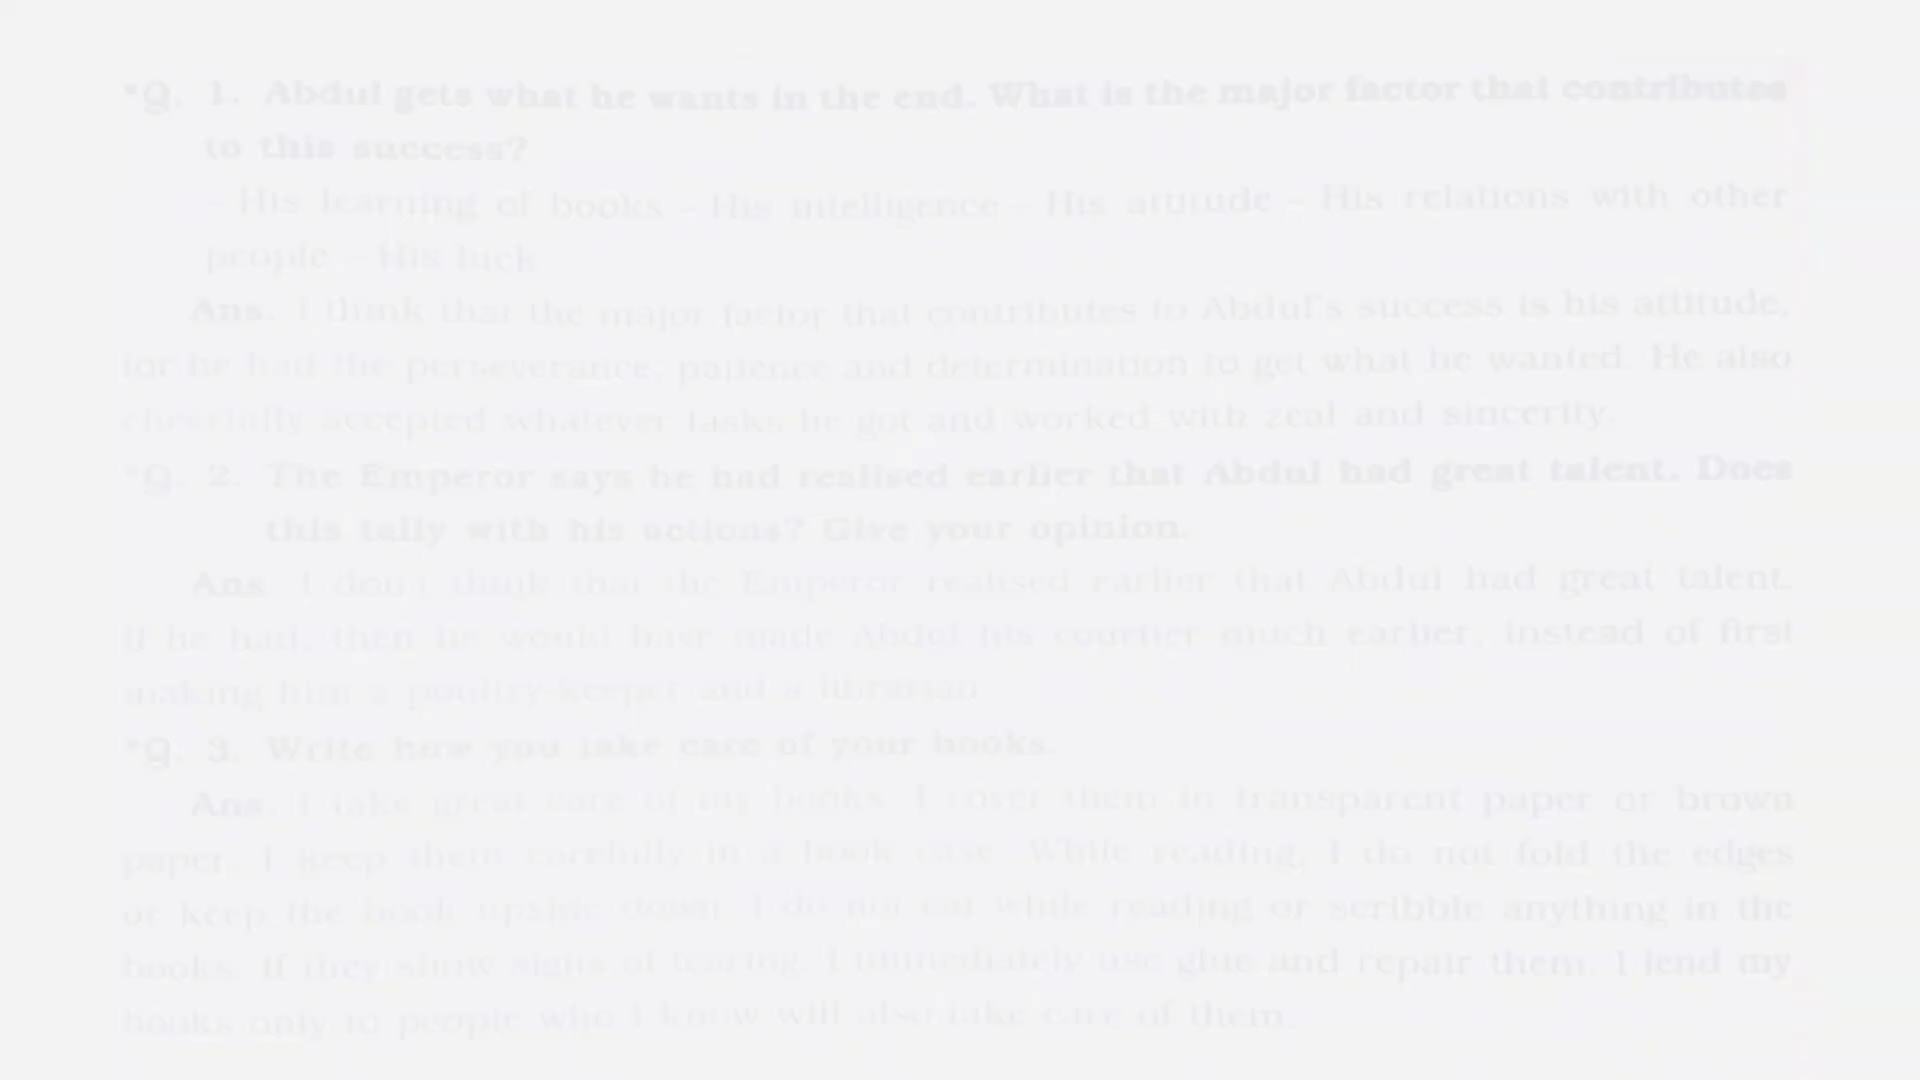 *Q. 1. Abdul gets what he wants in the end. What is the major factor that contributes
to this success?
– His learning of books – His intelligence – His attitude – His relations with other
people – His luck
Ans. I think that the major factor that contributes to Abdul's success is his attitude,
for he had the perseverance, patience and determination to get what he wanted. He also
cheerfully accepted whatever tasks he got and worked with zeal and sincerity.
*Q. 2. The Emperor says he had realised earlier that Abdul had great talent. Does
this tally with his actions? Give your opinion.
Ans. I don't think that the Emperor realised earlier that Abdul had great talent.
If he had, then he would have made Abdul his courtier much earlier, instead of first
making him a poultry-keeper and a librarian.
*Q. 3. Write how you take care of your books.
Ans. I take great care of my books. I cover them in transparent paper or brown
paper. I keep them carefully in a book case. While reading, I do not fold the edges
or keep the book upside down. I do not eat while reading or scribble anything in the
books. If they show signs of tearing, I immediately use glue and repair them. I lend my
books only to people who I know will also take care of them.